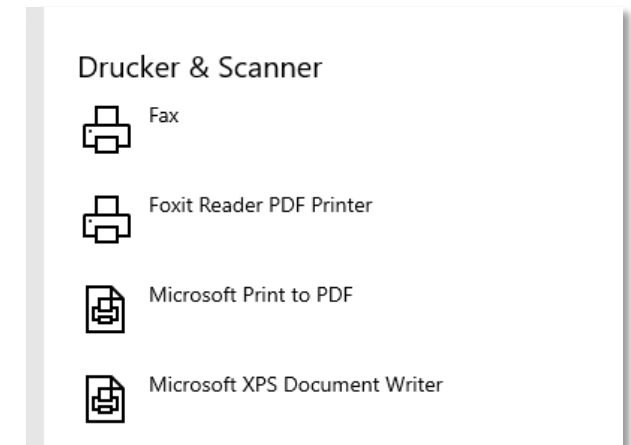 Drucker & Scanner
Fax
Foxit Reader PDF Printer
Microsoft Print to PDF
Microsoft XPS Document Writer